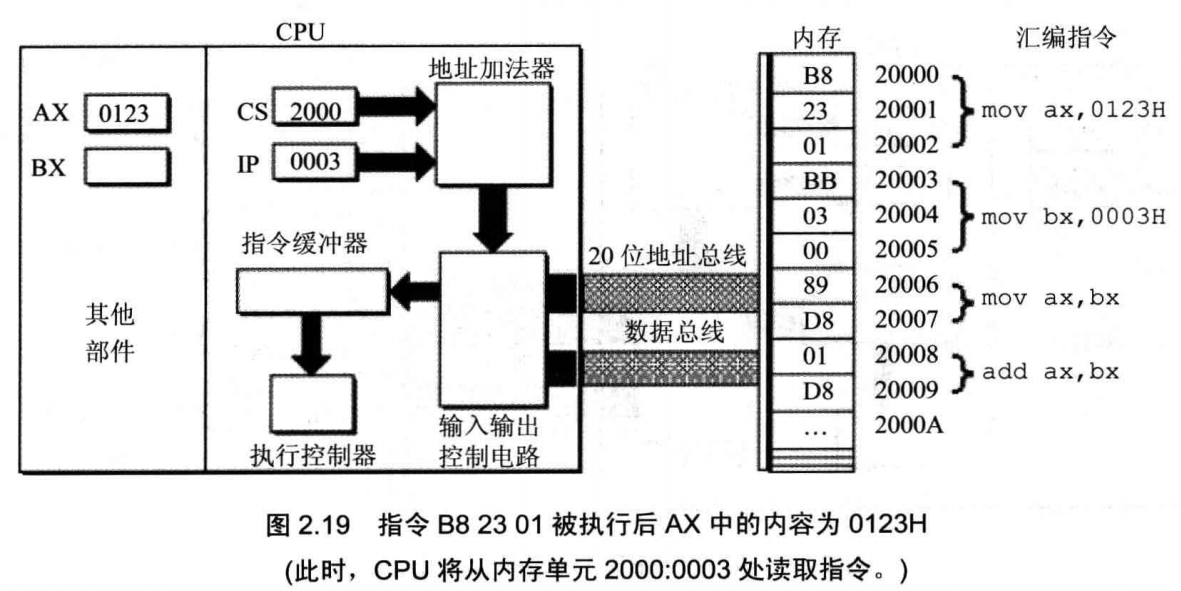 CPU
内存 汇编指令
地址加法器
AX 0123
BX
CS 2000
IP 0003
指令缓冲器
其他
部件
执行控制器
输入输出
控制电路
20 位地址总线
数据总线
B8 20000
23 20001 mov ax,0123H
01 20002
BB 20003
03 20004 mov bx,0003H
00 20005
89 20006
mov ax,bx
D8 20007
01 20008
add ax,bx
D8 20009
… 2000A
图 2.19 指令 B8 23 01 被执行后 AX 中的内容为 0123H
(此时，CPU 将从内存单元 2000:0003 处读取指令。)